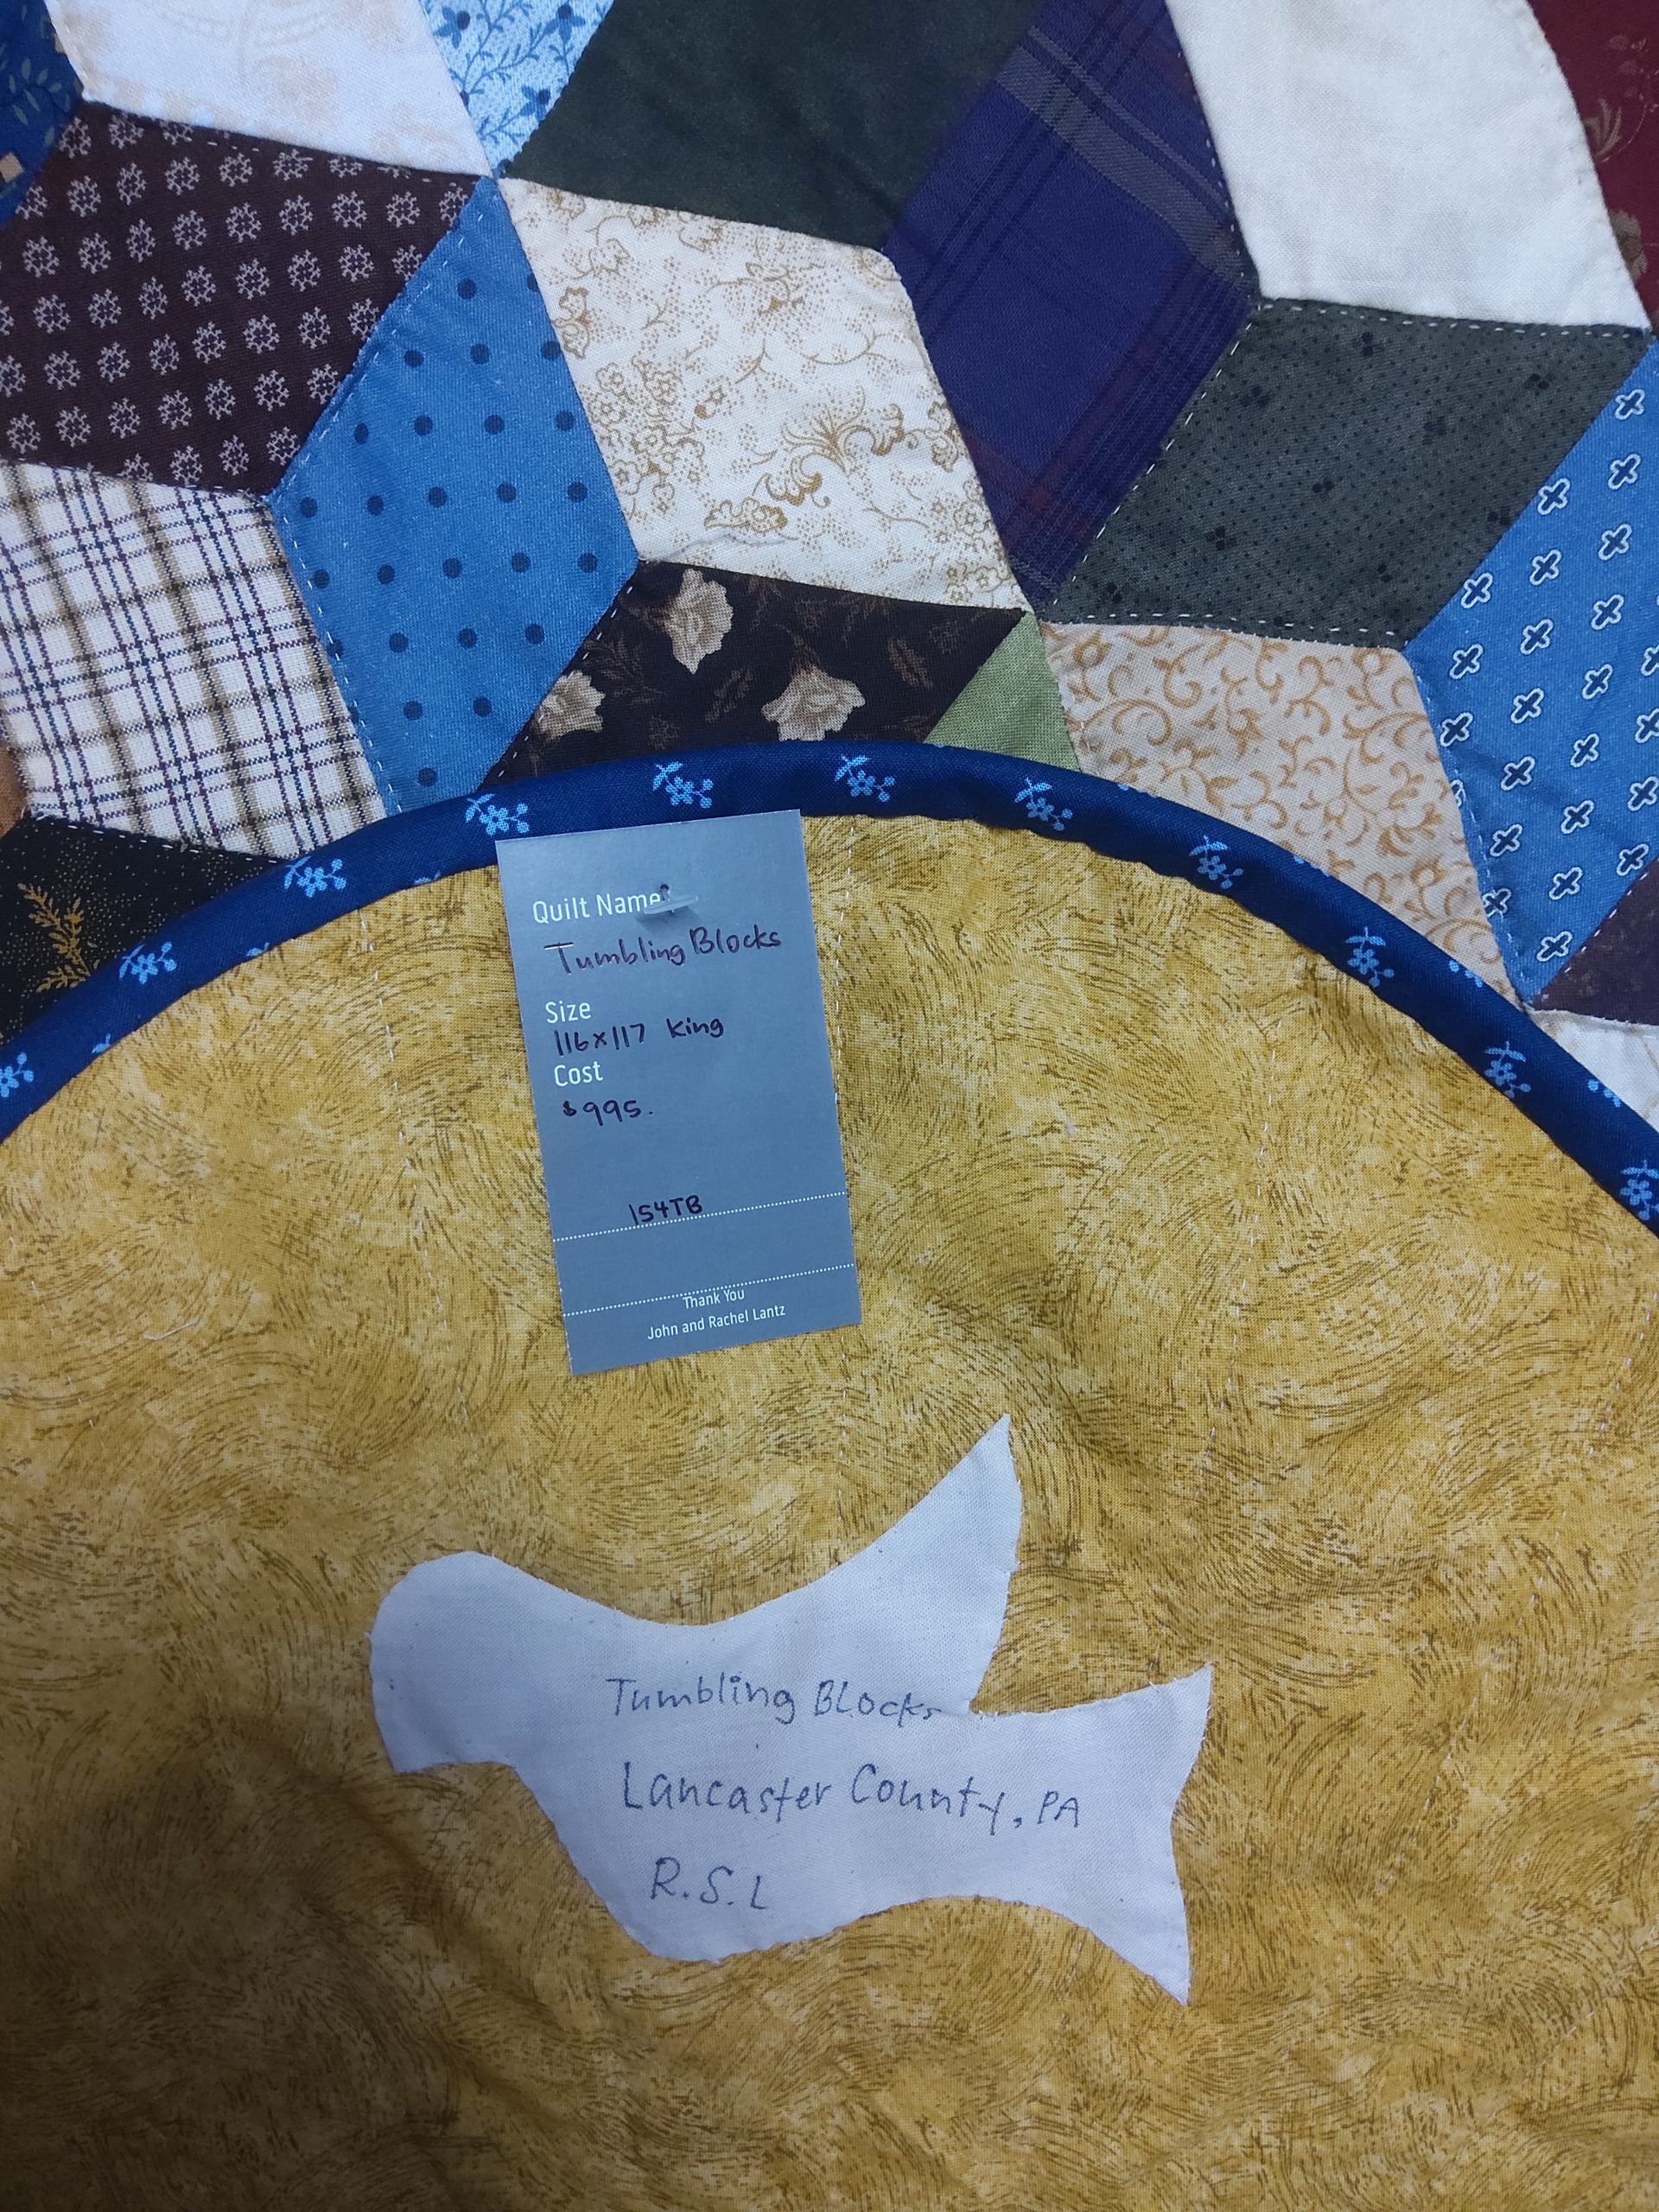 Quilt Name
Tumbling Blocks
Size
116x117 King
Cost
$995.
154TB
Thank You
John and Rachel Lantz
Tumbling Blocks
Lancaster County, PA
R.S.L